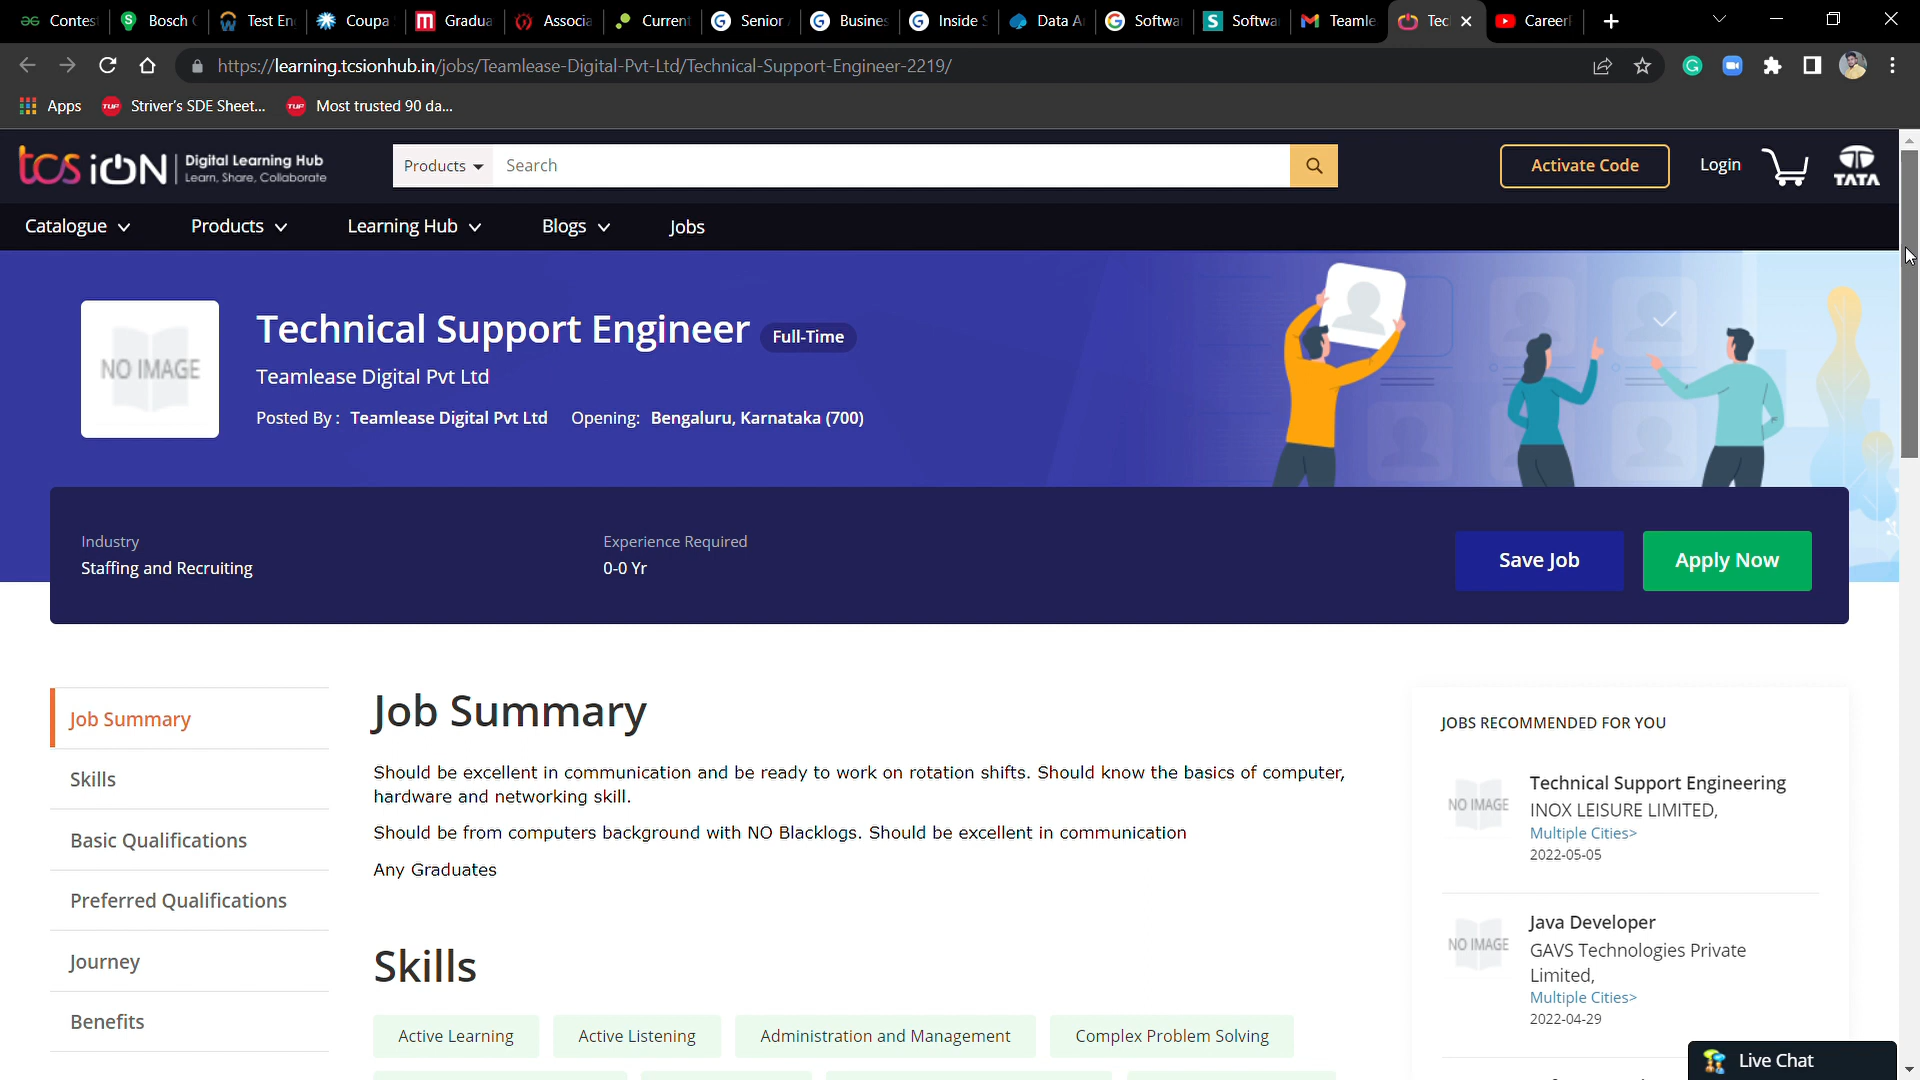 Contes
Bosch
Test En
Coupa
Gradua
Associa
Current
Senior
Busines
Inside
Data A
Softwa
Softwa
Teamle
Tec
Career
https://learning.tcsionhub.in/jobs/Teamlease-Digital-Pvt-Ltd/Technical-Support-Engineer-2219/
Apps
Striver's SDE Sheet...
Most trusted 90 da...
tcs iON
Digital Learning Hub
Learn, Share, Collaborate
Products
Search
Activate Code
Login
TATA
Catalogue
Products
Learning Hub
Blogs
Jobs
NO IMAGE
Technical Support Engineer
Full-Time
Teamlease Digital Pvt Ltd
Posted By : Teamlease Digital Pvt Ltd Opening: Bengaluru, Karnataka (700)
Industry
Staffing and Recruiting
Experience Required
0-0 Yr
Save Job
Apply Now
Job Summary
Skills
Basic Qualifications
Preferred Qualifications
Journey
Benefits
Job Summary
Should be excellent in communication and be ready to work on rotation shifts. Should know the basics of computer,
hardware and networking skill.
Should be from computers background with NO Blacklogs. Should be excellent in communication
Any Graduates
Skills
Active Learning
Active Listening
Administration and Management
Complex Problem Solving
JOBS RECOMMENDED FOR YOU
NO IMAGE
Technical Support Engineering
INOX LEISURE LIMITED,
Multiple Cities>
2022-05-05
NO IMAGE
Java Developer
GAVS Technologies Private
Limited,
Multiple Cities>
2022-04-29
Live Chat